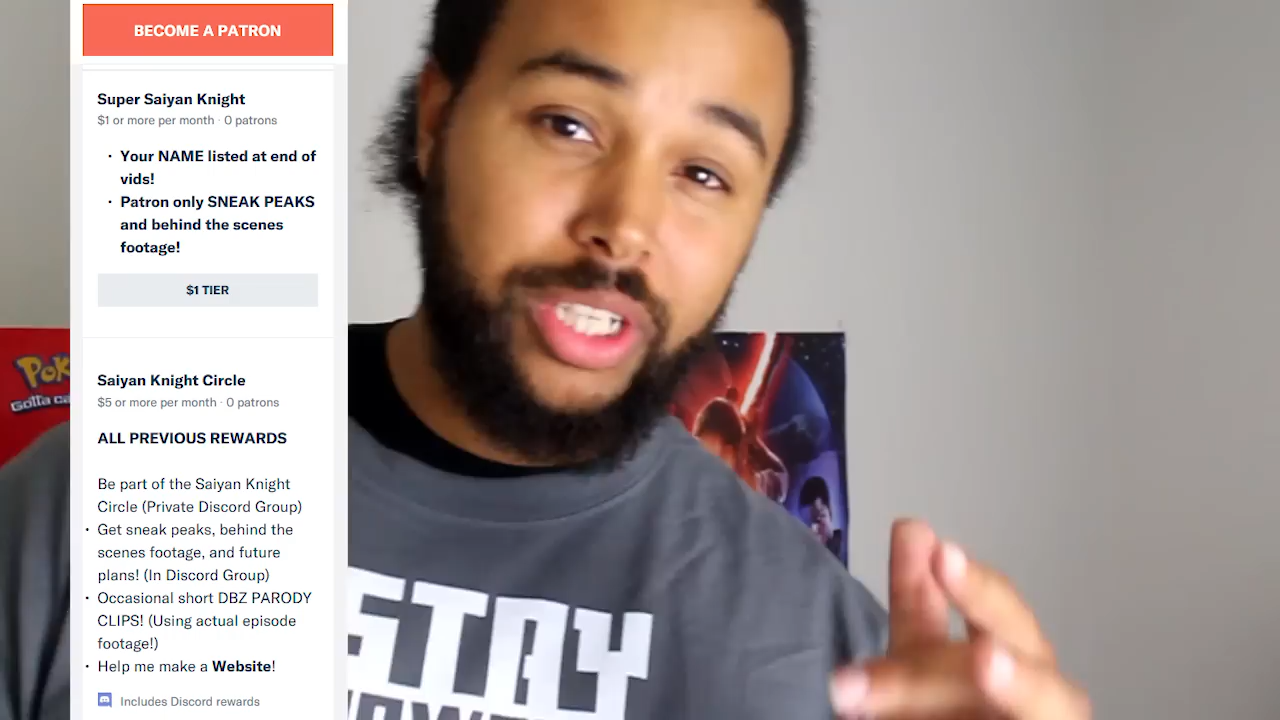 BECOME A PATRON
Super Saiyan Knight
$1 or more per month · 0 patrons
· Your NAME listed at end of
vids!
· Patron only SNEAK PEAKS
and behind the scenes
footage!
$1 TIER
Saiyan Knight Circle
$5 or more per month · 0 patrons
ALL PREVIOUS REWARDS
Be part of the Saiyan Knight
Circle (Private Discord Group)
· Get sneak peaks, behind the
scenes footage, and future
plans! (In Discord Group)
· Occasional short DBZ PARODY
CLIPS! (Using actual episode
footage!)
· Help me make a Website!
Includes Discord rewards
Gotta
STAY